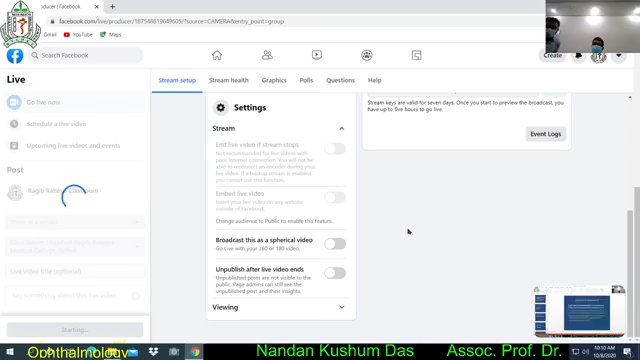 facebook.com/live/producer/187548819649605/?source=CAMERA&entry_point=group
Gmail
YouTube
Maps
Search Facebook
Create
Live
Go live now
Schedule a live video
Upcoming live videos and events
Post
Live video title (optional)
Say something about this live video...
Starting...
Stream setup
Stream health
Graphics
Polls
Questions
Help
Settings
Stream
End live video if stream stops
Not recommended for live videos with
poor internet connection. You will not be
able to reconnect an encoder during your
live video. If a backup stream is enabled,
you cannot use this function.
Embed live video
Insert your live video on any website
outside of Facebook.
Change audience to Public to enable this feature.
Broadcast this as a spherical video
Go Live with your 360 or 180 video.
Unpublish after live video ends
Unpublished posts are not visible to the
public. Page admins can still see the
unpublished post and their insights.
Viewing
Stream keys are valid for seven days. Once you start to preview the broadcast, you
have up to five hours to go live.
Event Logs
10:10 AM
10/8/2020
Ophthalmology
Nandan Kushum Das
Assoc. Prof. Dr.